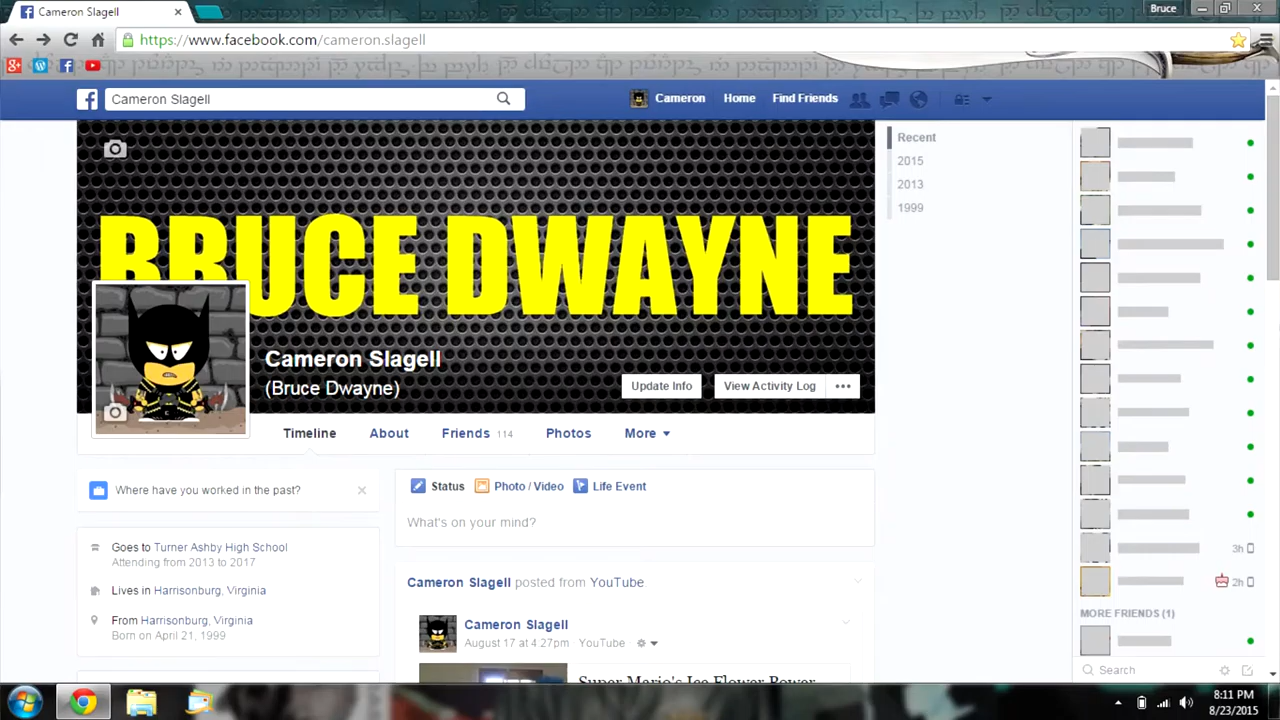 Cameron Slagell
Bruce
https://www.facebook.com/cameron.slagell
Cameron Slagell
Cameron
Home
Find Friends
BRUCE DWAYNE
Cameron Slagell
(Bruce Dwayne)
Update Info
View Activity Log
Timeline
About
Friends 114
Photos
More
Recent
2015
2013
1999
Where have you worked in the past?
Goes to Turner Ashby High School
Attending from 2013 to 2017
Lives in Harrisonburg, Virginia
From Harrisonburg, Virginia
Born on April 21, 1999
Status
Photo / Video
Life Event
What's on your mind?
Cameron Slagell posted from YouTube
Cameron Slagell
August 17 at 4:27pm YouTube
Super Mario's Ice Flower Power
3h
2h
MORE FRIENDS (1)
Search
8:11 PM
8/23/2015